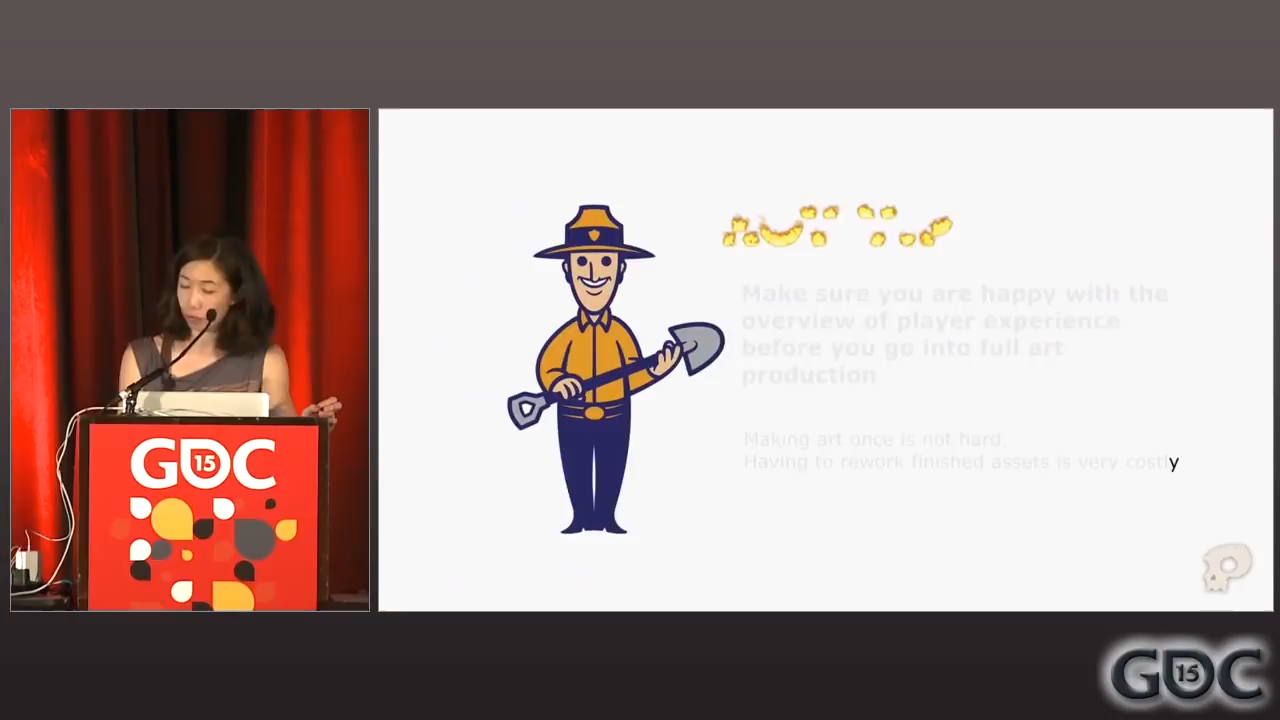 Make sure you are happy with the
overview of player experience
before you go into full art
production
Making art once is not hard.
Having to rework finished assets is very costly
GDC
15
GDC
15